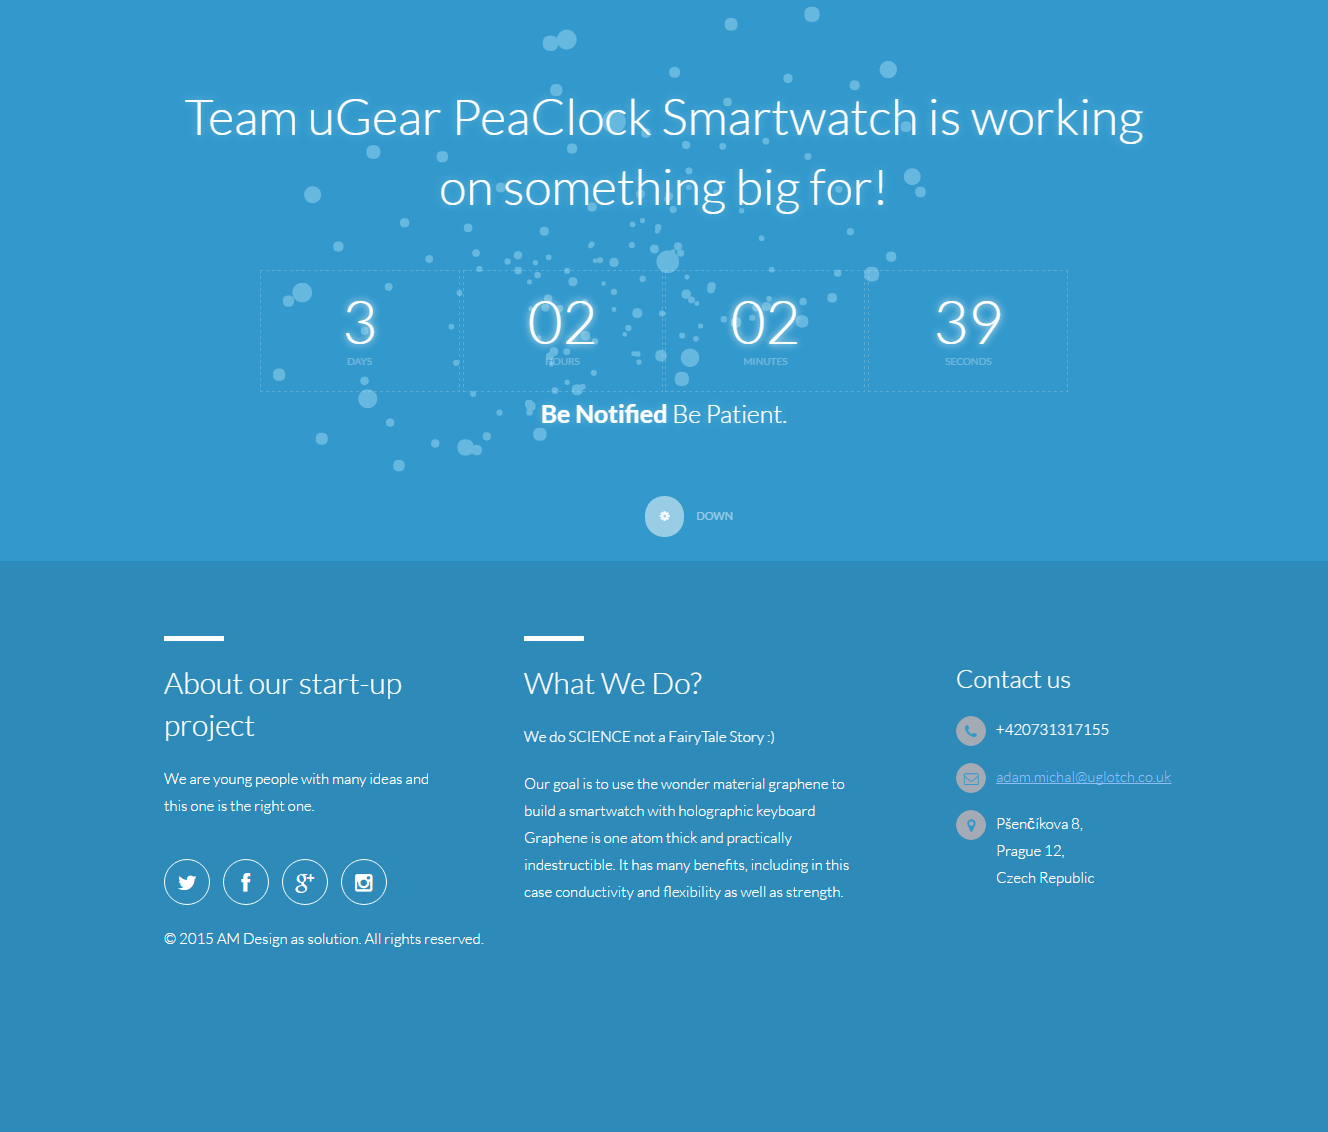 Team uGear PeaClock Smartwatch is working
on something big for!
3
DAYS
02
HOURS
02
MINUTES
39
SECONDS
Be Notified Be Patient.
DOWN
About our start-up
project
We are young people with many ideas and
this one is the right one.
© 2015 AM Design as solution. All rights reserved.
What We Do?
We do SCIENCE not a FairyTale Story :)
Our goal is to use the wonder material graphene to
build a smartwatch with holographic keyboard
Graphene is one atom thick and practically
indestructible. It has many benefits, including in this
case conductivity and flexibility as well as strength.
Contact us
+420731317155
adam.michal@uglotch.co.uk
Pšenčíkova 8,
Prague 12,
Czech Republic